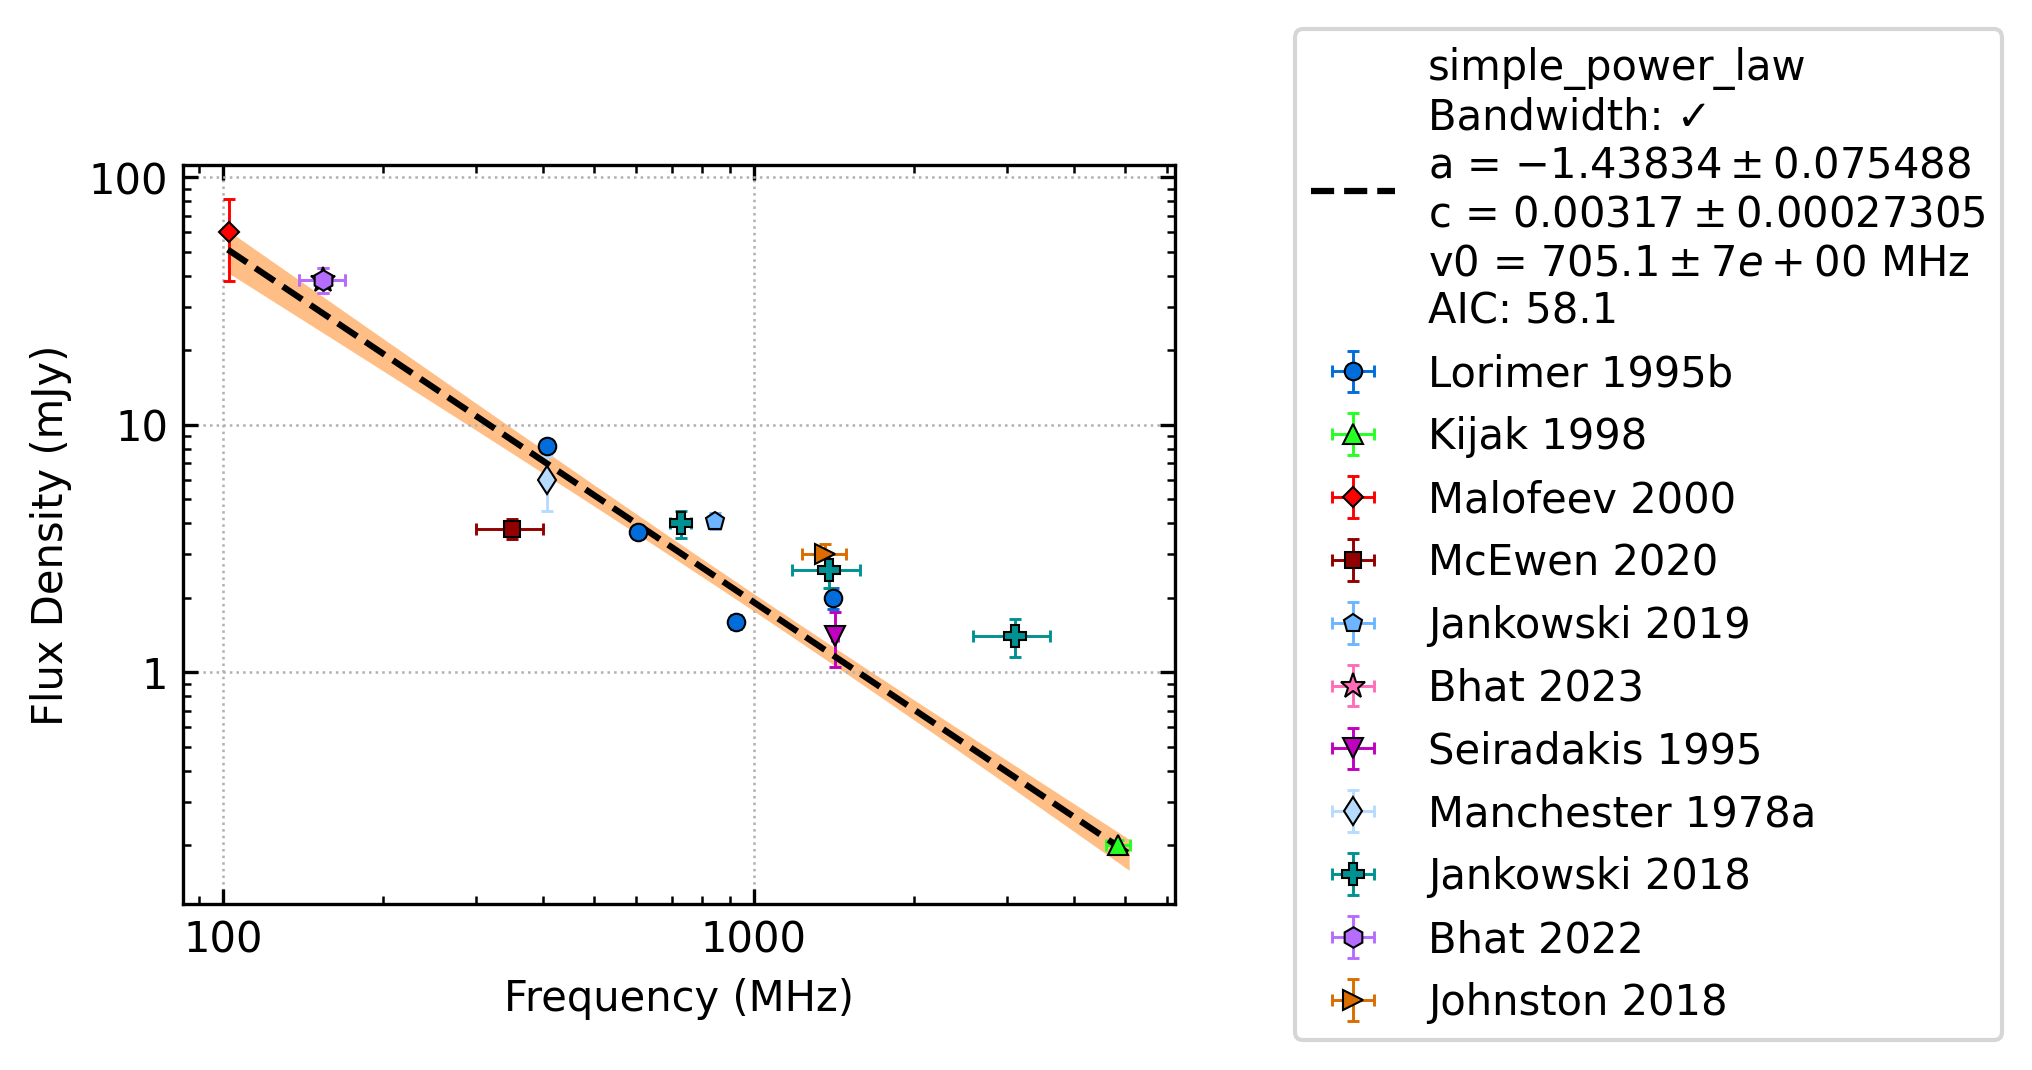 100
10
1
Flux Density (mJy)
100
1000
Frequency (MHz)
simple_power_law
Bandwidth: ✓
a = −1.43834 ± 0.075488
c = 0.00317 ± 0.00027305
v0 = 705.1 ± 7e + 00 MHz
AIC: 58.1
Lorimer 1995b
Kijak 1998
Malofeev 2000
McEwen 2020
Jankowski 2019
Bhat 2023
Seiradakis 1995
Manchester 1978a
Jankowski 2018
Bhat 2022
Johnston 2018